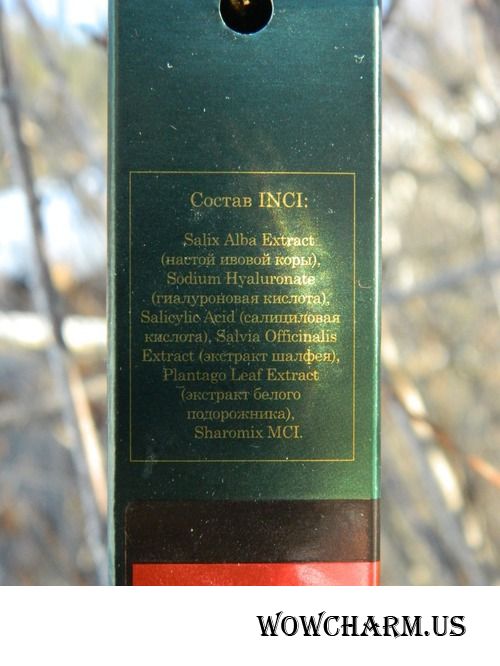 Состав INCI:
Salix Alba Extract
(настой ивовой коры),
Sodium Hyaluronate
(гиалуроновая кислота),
Salicylic Acid (салициловая
кислота), Salvia Officinalis
Extract (экстракт шалфея),
Plantago Leaf Extract
(экстракт белого
подорожника),
Sharomix MCI.
WOWCHARM.US